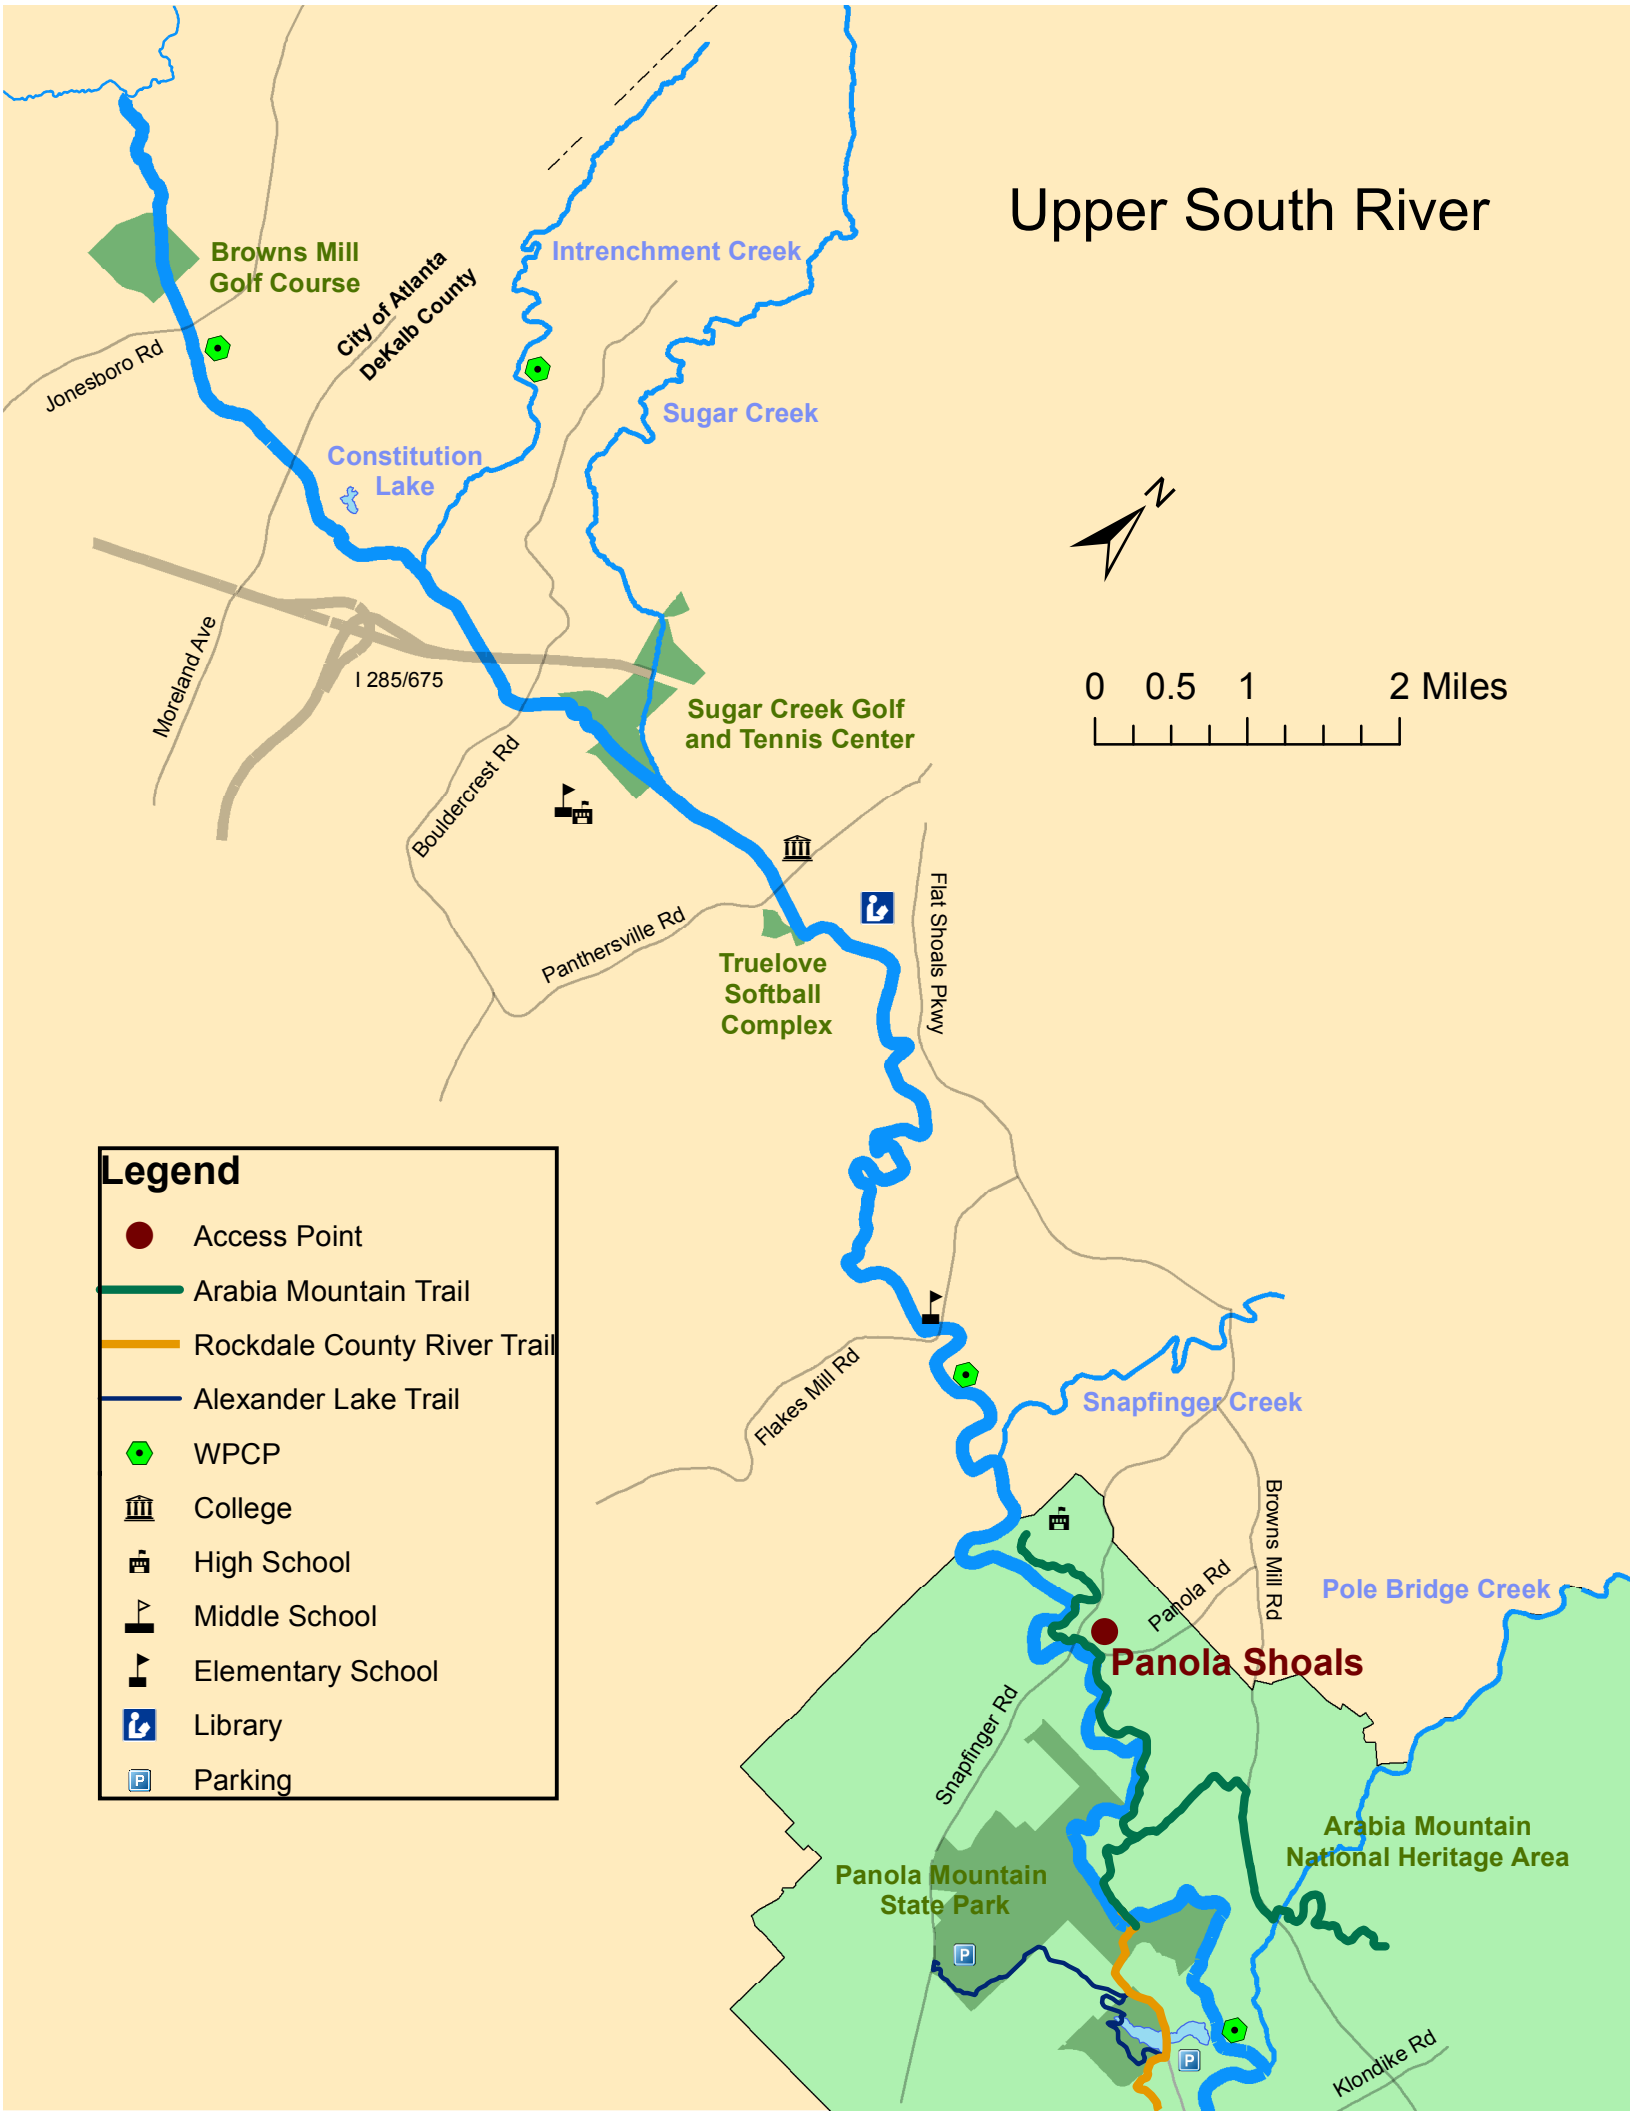 Upper South River
Browns Mill
Golf Course
Intrenchment Creek
City of Atlanta
DeKalb County
Jonesboro Rd
Sugar Creek
Constitution
Lake
N
Moreland Ave
I 285/675
0 0.5 1 2 Miles
Sugar Creek Golf
and Tennis Center
Bouldercrest Rd
Flat Shoals Pkwy
Panthersville Rd
Truelove
Softball
Complex
Legend
Access Point
Arabia Mountain Trail
Rockdale County River Trail
Alexander Lake Trail
WPCP
College
High School
Middle School
Elementary School
Library
P Parking
Flakes Mill Rd
Snapfinger Creek
Browns Mill Rd
Panola Rd
Pole Bridge Creek
Panola Shoals
Snapfinger Rd
Arabia Mountain
National Heritage Area
Panola Mountain
State Park
P
P
Klondike Rd